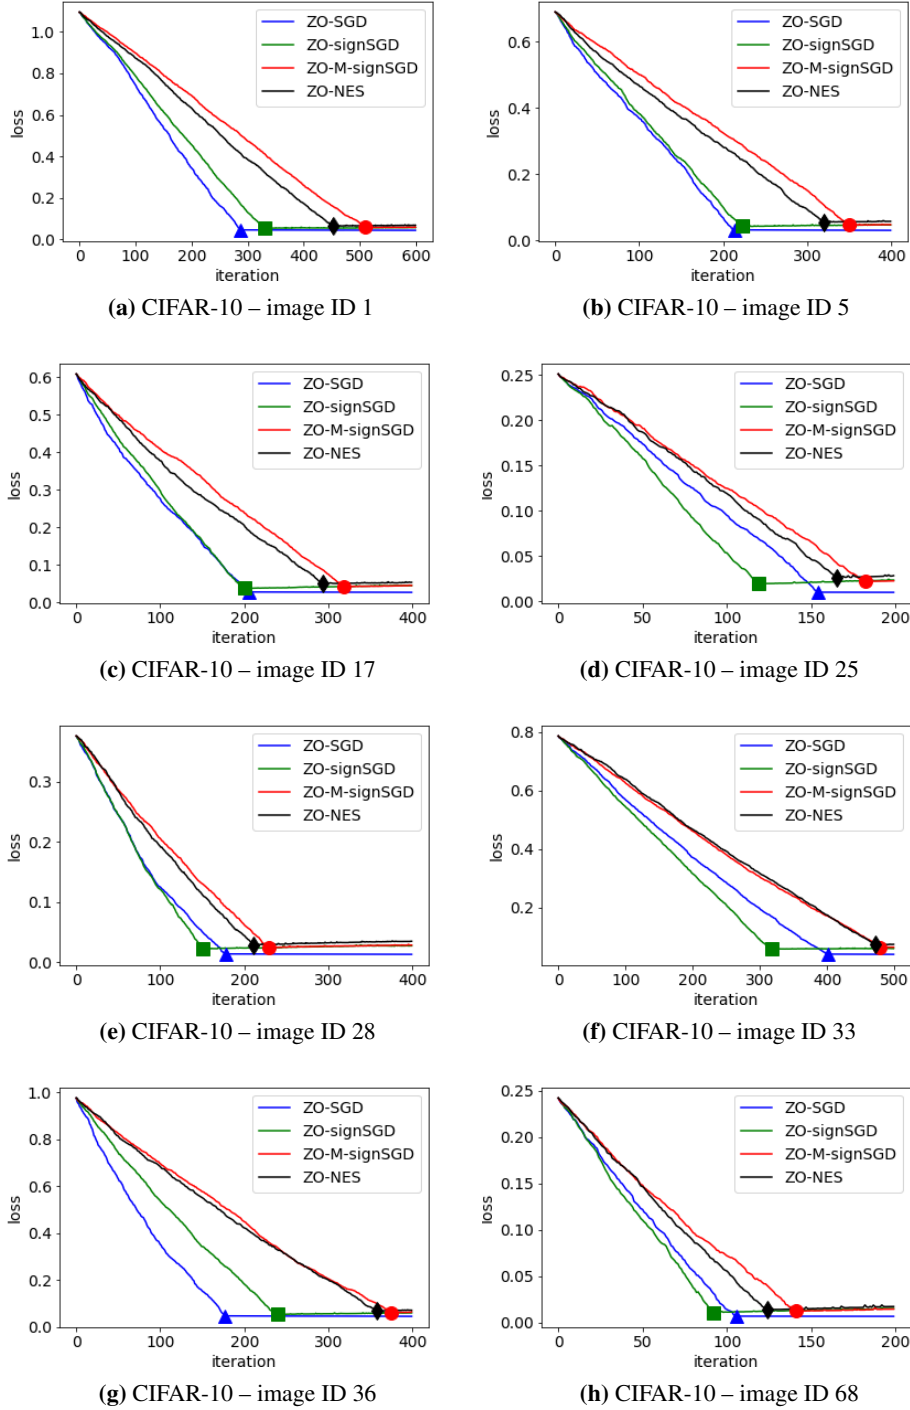 1.0
0.8
0.6
0.4
0.2
0.0
loss
ZO-SGD
ZO-signSGD
ZO-M-signSGD
ZO-NES
0 100 200 300 400 500 600
iteration
(a) CIFAR-10 – image ID 1
0.6
0.4
0.2
0.0
loss
ZO-SGD
ZO-signSGD
ZO-M-signSGD
ZO-NES
0 100 200 300 400
iteration
(b) CIFAR-10 – image ID 5
0.6
0.5
0.4
0.3
0.2
0.1
0.0
loss
ZO-SGD
ZO-signSGD
ZO-M-signSGD
ZO-NES
0 100 200 300 400
iteration
(c) CIFAR-10 – image ID 17
0.25
0.20
0.15
0.10
0.05
0.00
loss
ZO-SGD
ZO-signSGD
ZO-M-signSGD
ZO-NES
0 50 100 150 200
iteration
(d) CIFAR-10 – image ID 25
0.3
0.2
0.1
0.0
loss
ZO-SGD
ZO-signSGD
ZO-M-signSGD
ZO-NES
0 100 200 300 400
iteration
(e) CIFAR-10 – image ID 28
0.8
0.6
0.4
0.2
loss
ZO-SGD
ZO-signSGD
ZO-M-signSGD
ZO-NES
0 100 200 300 400 500
iteration
(f) CIFAR-10 – image ID 33
1.0
0.8
0.6
0.4
0.2
0.0
loss
ZO-SGD
ZO-signSGD
ZO-M-signSGD
ZO-NES
0 100 200 300 400
iteration
(g) CIFAR-10 – image ID 36
0.25
0.20
0.15
0.10
0.05
0.00
loss
ZO-SGD
ZO-signSGD
ZO-M-signSGD
ZO-NES
0 50 100 150 200
iteration
(h) CIFAR-10 – image ID 68